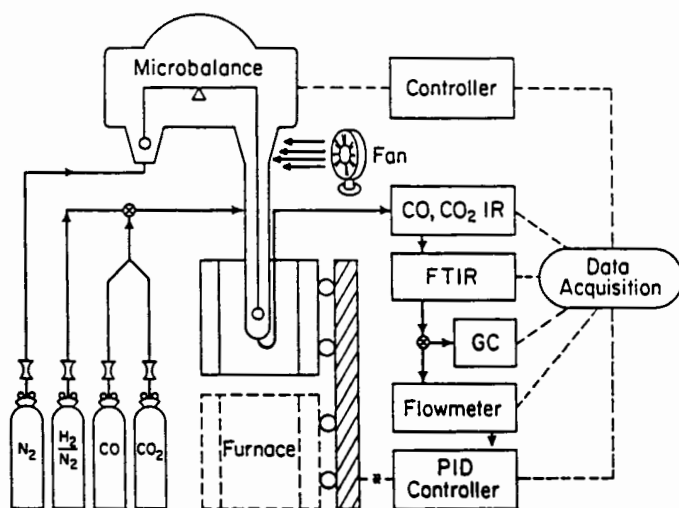 Microbalance
Controller
Fan
CO, CO₂ IR
FTIR
Data
Acquisition
GC
Flowmeter
PID
Controller
Furnace
N₂
H₂
N₂
CO
CO₂